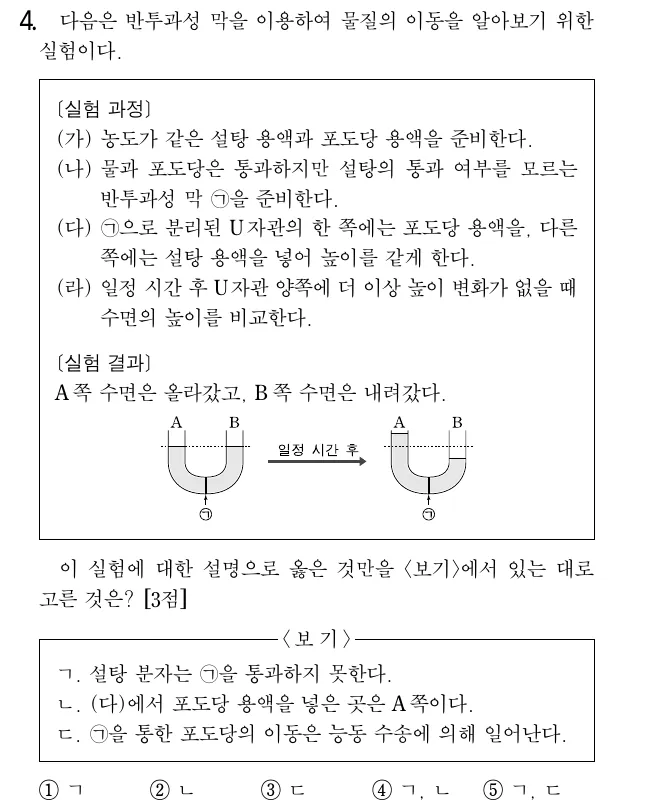 4. 다음은 반투과성 막을 이용하여 물질의 이동을 알아보기 위한
실험이다.
〔실험 과정〕
(가) 농도가 같은 설탕 용액과 포도당 용액을 준비한다.
(나) 물과 포도당은 통과하지만 설탕의 통과 여부를 모르는
반투과성 막 ㉠을 준비한다.
(다) ㉠으로 분리된 U자관의 한 쪽에는 포도당 용액을, 다른
쪽에는 설탕 용액을 넣어 높이를 같게 한다.
(라) 일정 시간 후 U자관 양쪽에 더 이상 높이 변화가 없을 때
수면의 높이를 비교한다.
〔실험 결과〕
A쪽 수면은 올라갔고, B쪽 수면은 내려갔다.
A B A B
일정 시간 후
㉠ ㉠
이 실험에 대한 설명으로 옳은 것만을 〈보기〉에서 있는 대로
고른 것은? [3점]
〈보 기〉
ㄱ. 설탕 분자는 ㉠을 통과하지 못한다.
ㄴ. (다)에서 포도당 용액을 넣은 곳은 A쪽이다.
ㄷ. ㉠을 통한 포도당의 이동은 능동 수송에 의해 일어난다.
① ㄱ ② ㄴ ③ ㄷ ④ ㄱ, ㄴ ⑤ ㄱ, ㄷ